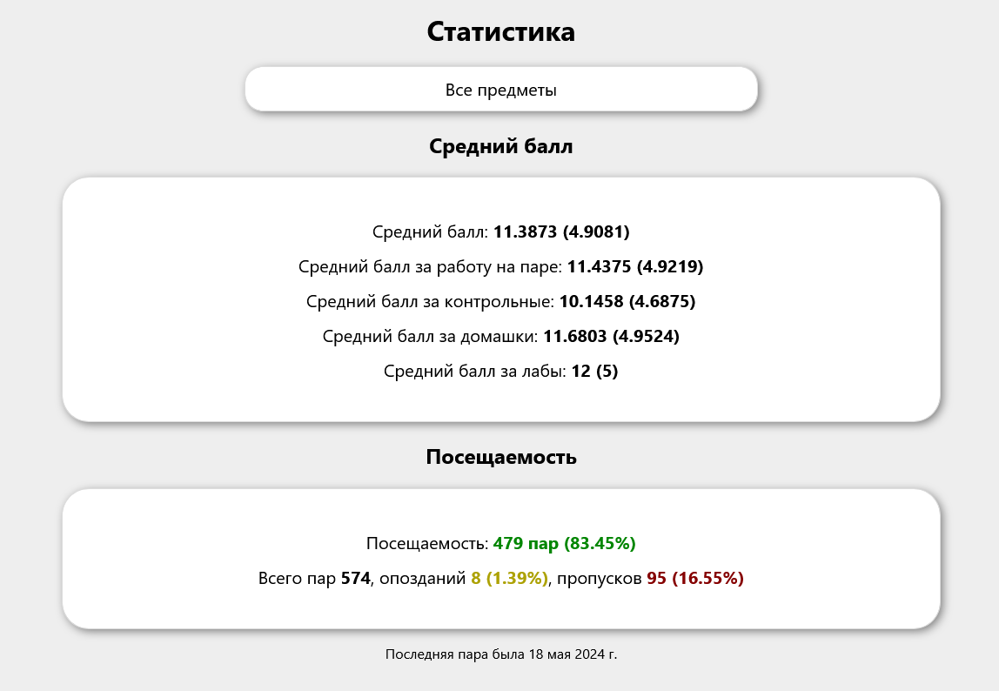 Статистика
Все предметы
Средний балл
Средний балл: 11.3873 (4.9081)
Средний балл за работу на паре: 11.4375 (4.9219)
Средний балл за контрольные: 10.1458 (4.6875)
Средний балл за домашки: 11.6803 (4.9524)
Средний балл за лабы: 12 (5)
Посещаемость
Посещаемость: 479 пар (83.45%)
Всего пар 574, опозданий 8 (1.39%), пропусков 95 (16.55%)
Последняя пара была 18 мая 2024 г.